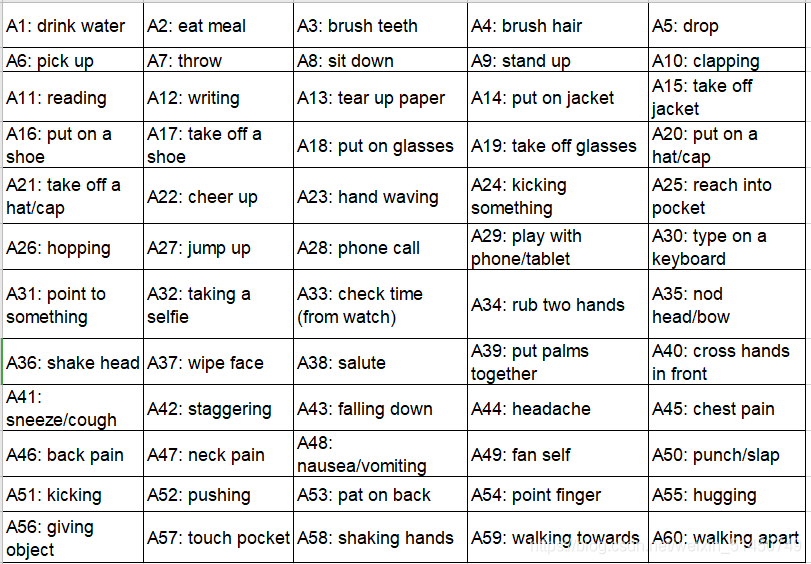 A1: drink water
A2: eat meal
A3: brush teeth
A4: brush hair
A5: drop
A6: pick up
A7: throw
A8: sit down
A9: stand up
A10: clapping
A11: reading
A12: writing
A13: tear up paper
A14: put on jacket
A15: take off
jacket
A16: put on a
shoe
A17: take off a
shoe
A18: put on glasses
A19: take off glasses
A20: put on a
hat/cap
A21: take off a
hat/cap
A22: cheer up
A23: hand waving
A24: kicking
something
A25: reach into
pocket
A26: hopping
A27: jump up
A28: phone call
A29: play with
phone/tablet
A30: type on a
keyboard
A31: point to
something
A32: taking a
selfie
A33: check time
(from watch)
A34: rub two hands
A35: nod
head/bow
A36: shake head
A37: wipe face
A38: salute
A39: put palms
together
A40: cross hands
in front
A41:
sneeze/cough
A42: staggering
A43: falling down
A44: headache
A45: chest pain
A46: back pain
A47: neck pain
A48:
nausea/vomiting
A49: fan self
A50: punch/slap
A51: kicking
A52: pushing
A53: pat on back
A54: point finger
A55: hugging
A56: giving
object
A57: touch pocket
A58: shaking hands
A59: walking towards
A60: walking apart